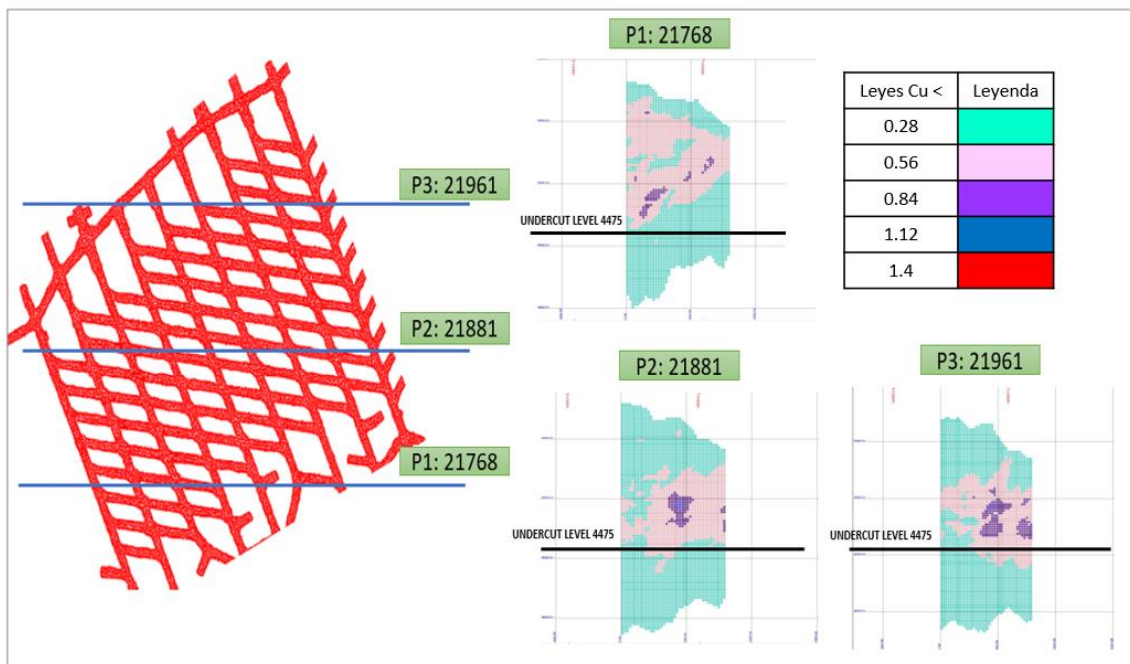 P1: 21768
Leyes Cu <
Leyenda
0.28
0.56
0.84
1.12
1.4
P3: 21961
UNDERCUT LEVEL 4475
P2: 21881
P1: 21768
P2: 21881
UNDERCUT LEVEL 4475
P3: 21961
UNDERCUT LEVEL 4475